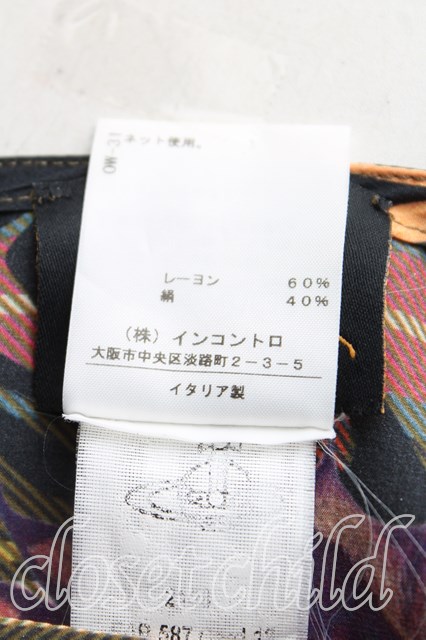 ネット使用。
レーヨン 60%
絹 40%
(株)インコントロ
大阪市中央区淡路町2-3-5
イタリア製
closet child